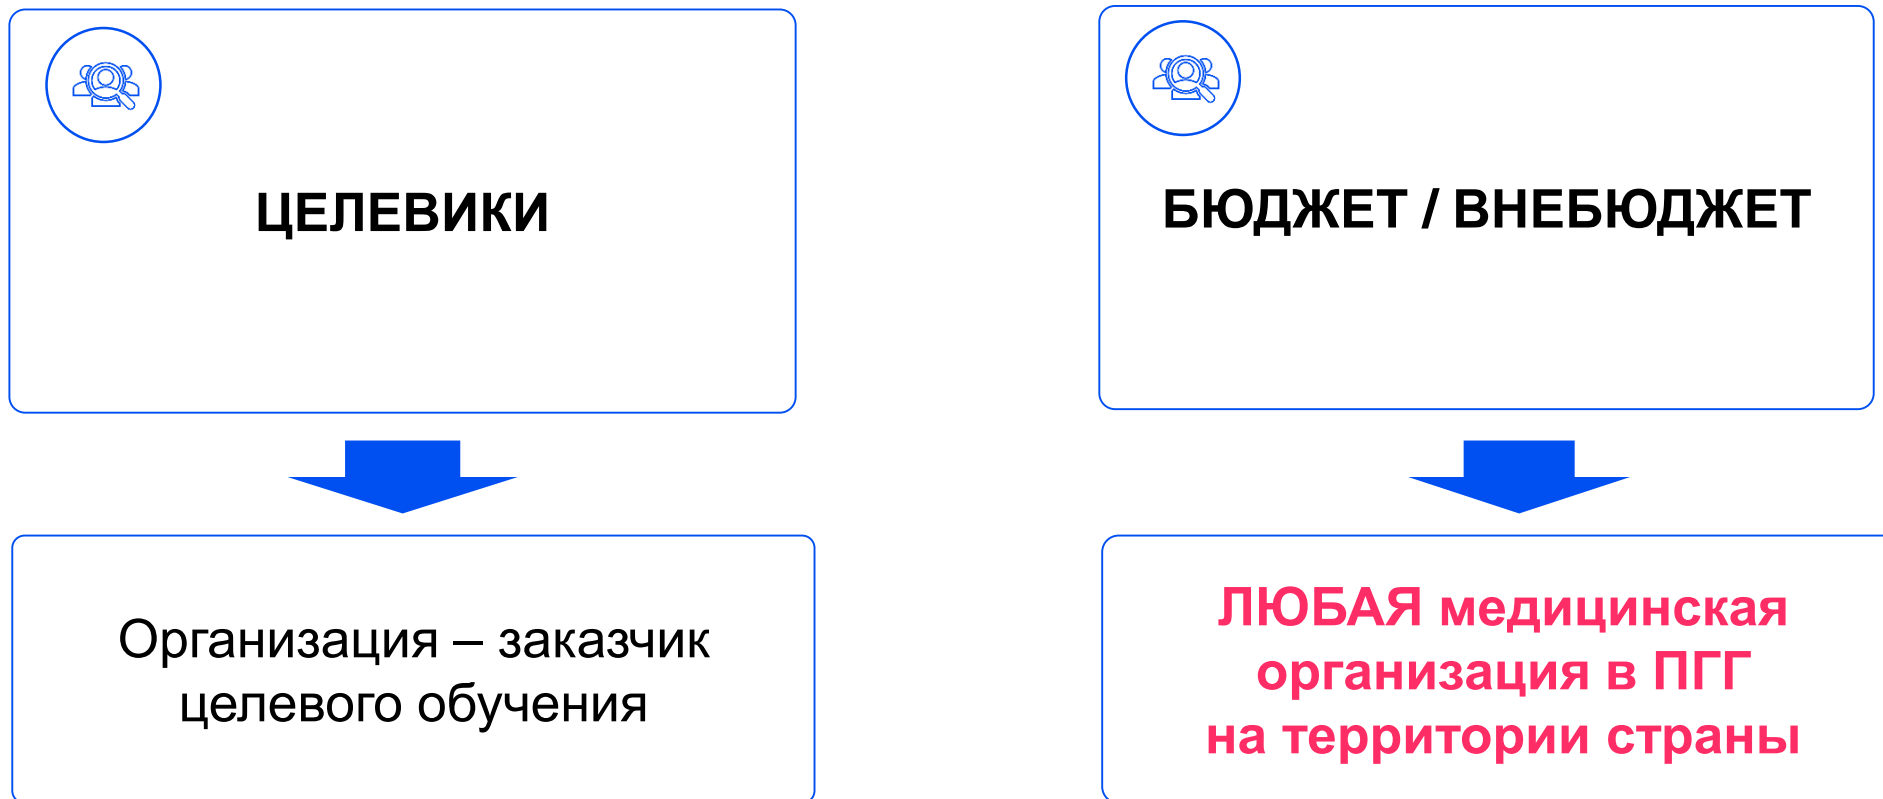 ЦЕЛЕВИКИ
Организация – заказчик
целевого обучения
БЮДЖЕТ / ВНЕБЮДЖЕТ
ЛЮБАЯ медицинская
организация в ПГГ
на территории страны